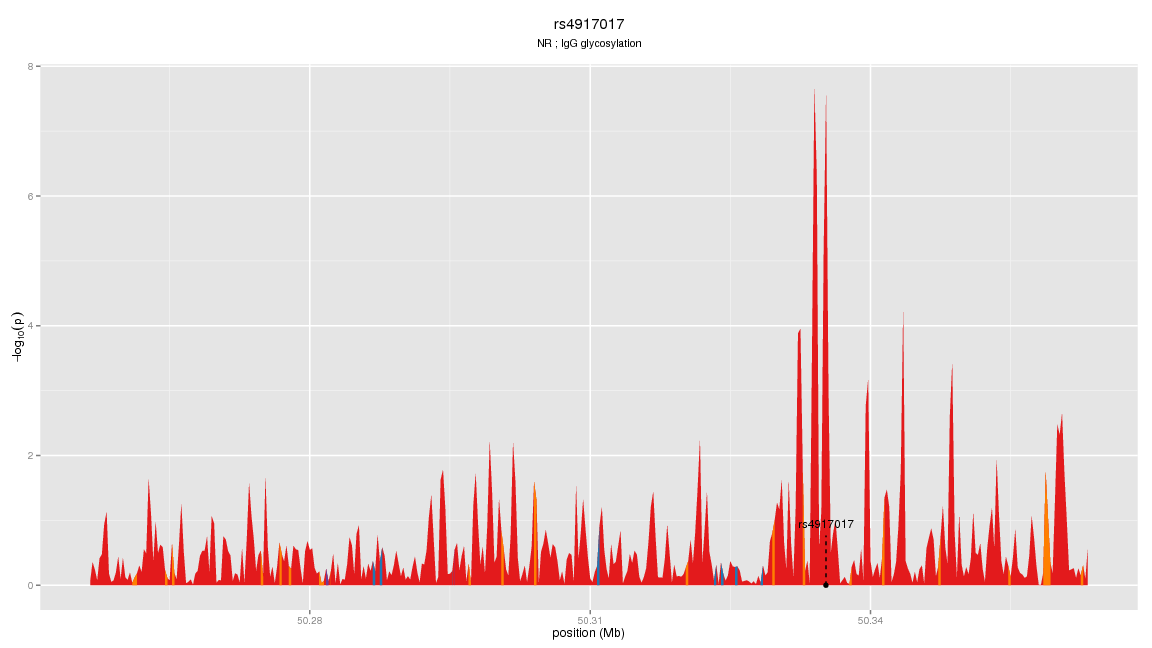 rs4917017
NR ; IgG glycosylation
8
6
4
2
0
−log10(p)
rs4917017
50.28
50.31
50.34
position (Mb)